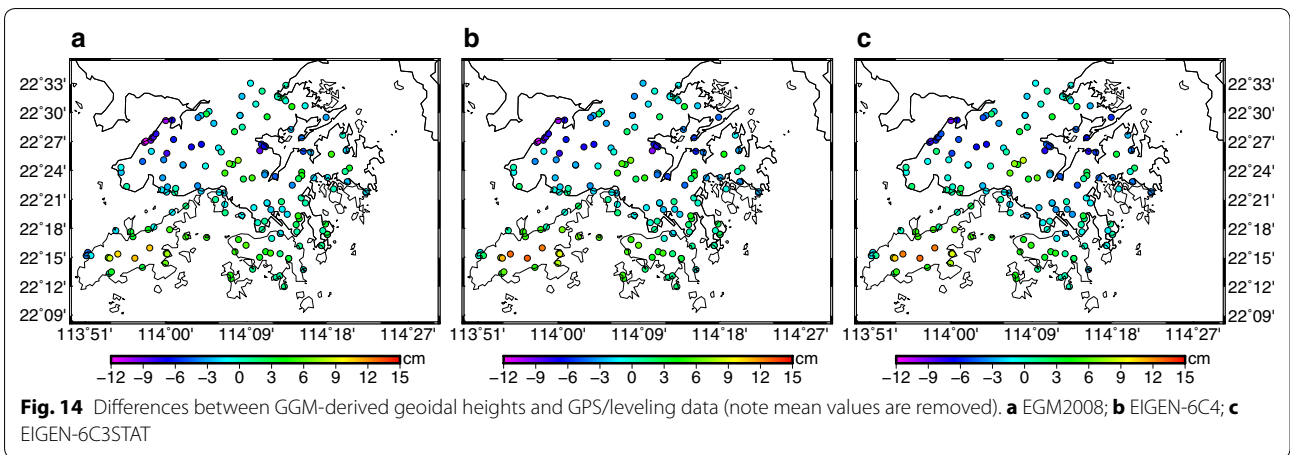 a b c
22˚33' 22˚33'
22˚30' 22˚30'
22˚27' 22˚27'
22˚24' 22˚24'
22˚21' 22˚21'
22˚18' 22˚18'
22˚15' 22˚15'
22˚12' 22˚12'
22˚09' 22˚09'
113˚51' 114˚00' 114˚09' 114˚18' 114˚27' 113˚51' 114˚00' 114˚09' 114˚18' 114˚27' 113˚51' 114˚00' 114˚09' 114˚18' 114˚27'
cm cm cm
−12 −9 −6 −3 0 3 6 9 12 15 −12 −9 −6 −3 0 3 6 9 12 15 −12 −9 −6 −3 0 3 6 9 12 15
Fig. 14 Differences between GGM-derived geoidal heights and GPS/leveling data (note mean values are removed). a EGM2008; b EIGEN-6C4; c
EIGEN-6C3STAT